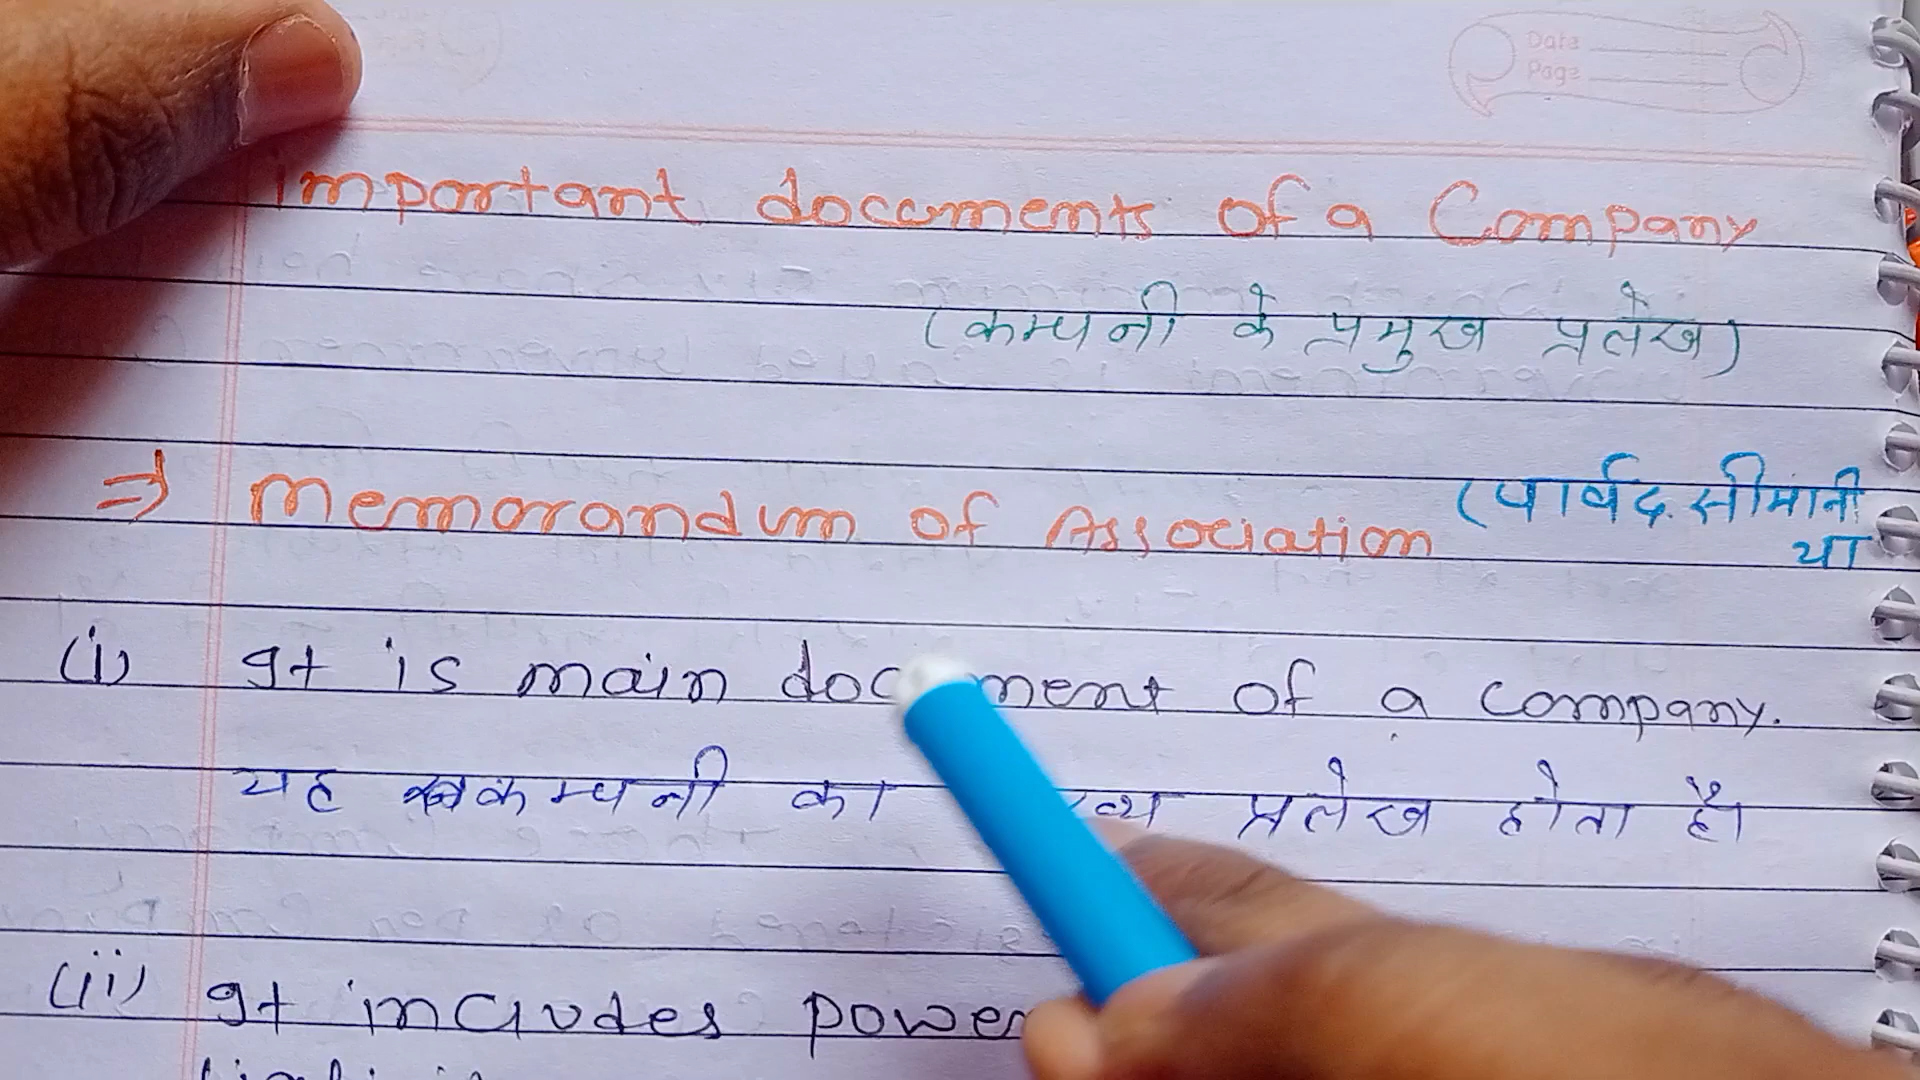 Date
Page
Important documents of a Company
(कम्पनी के प्रमुख प्रलेख)
⇒ Memorandum of Association (पार्षद सीमानी
या
(i) It is main document of a company.
यह कम्पनी का प्रलेख होता है।
(ii) It includes power